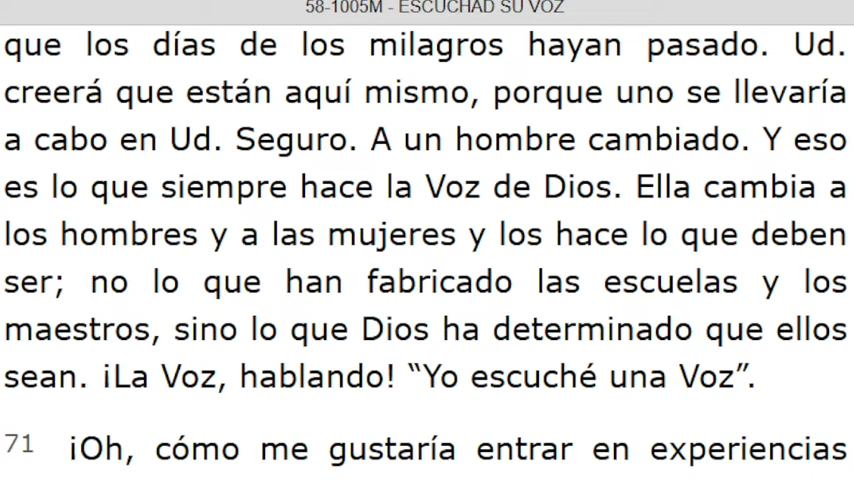 58-1005M - ESCUCHAD SU VOZ
que los días de los milagros hayan pasado. Ud.
creerá que están aquí mismo, porque uno se llevaría
a cabo en Ud. Seguro. A un hombre cambiado. Y eso
es lo que siempre hace la Voz de Dios. Ella cambia a
los hombres y a las mujeres y los hace lo que deben
ser; no lo que han fabricado las escuelas y los
maestros, sino lo que Dios ha determinado que ellos
sean. ¡La Voz, hablando! “Yo escuché una Voz”.
71 ¡Oh, cómo me gustaría entrar en experiencias